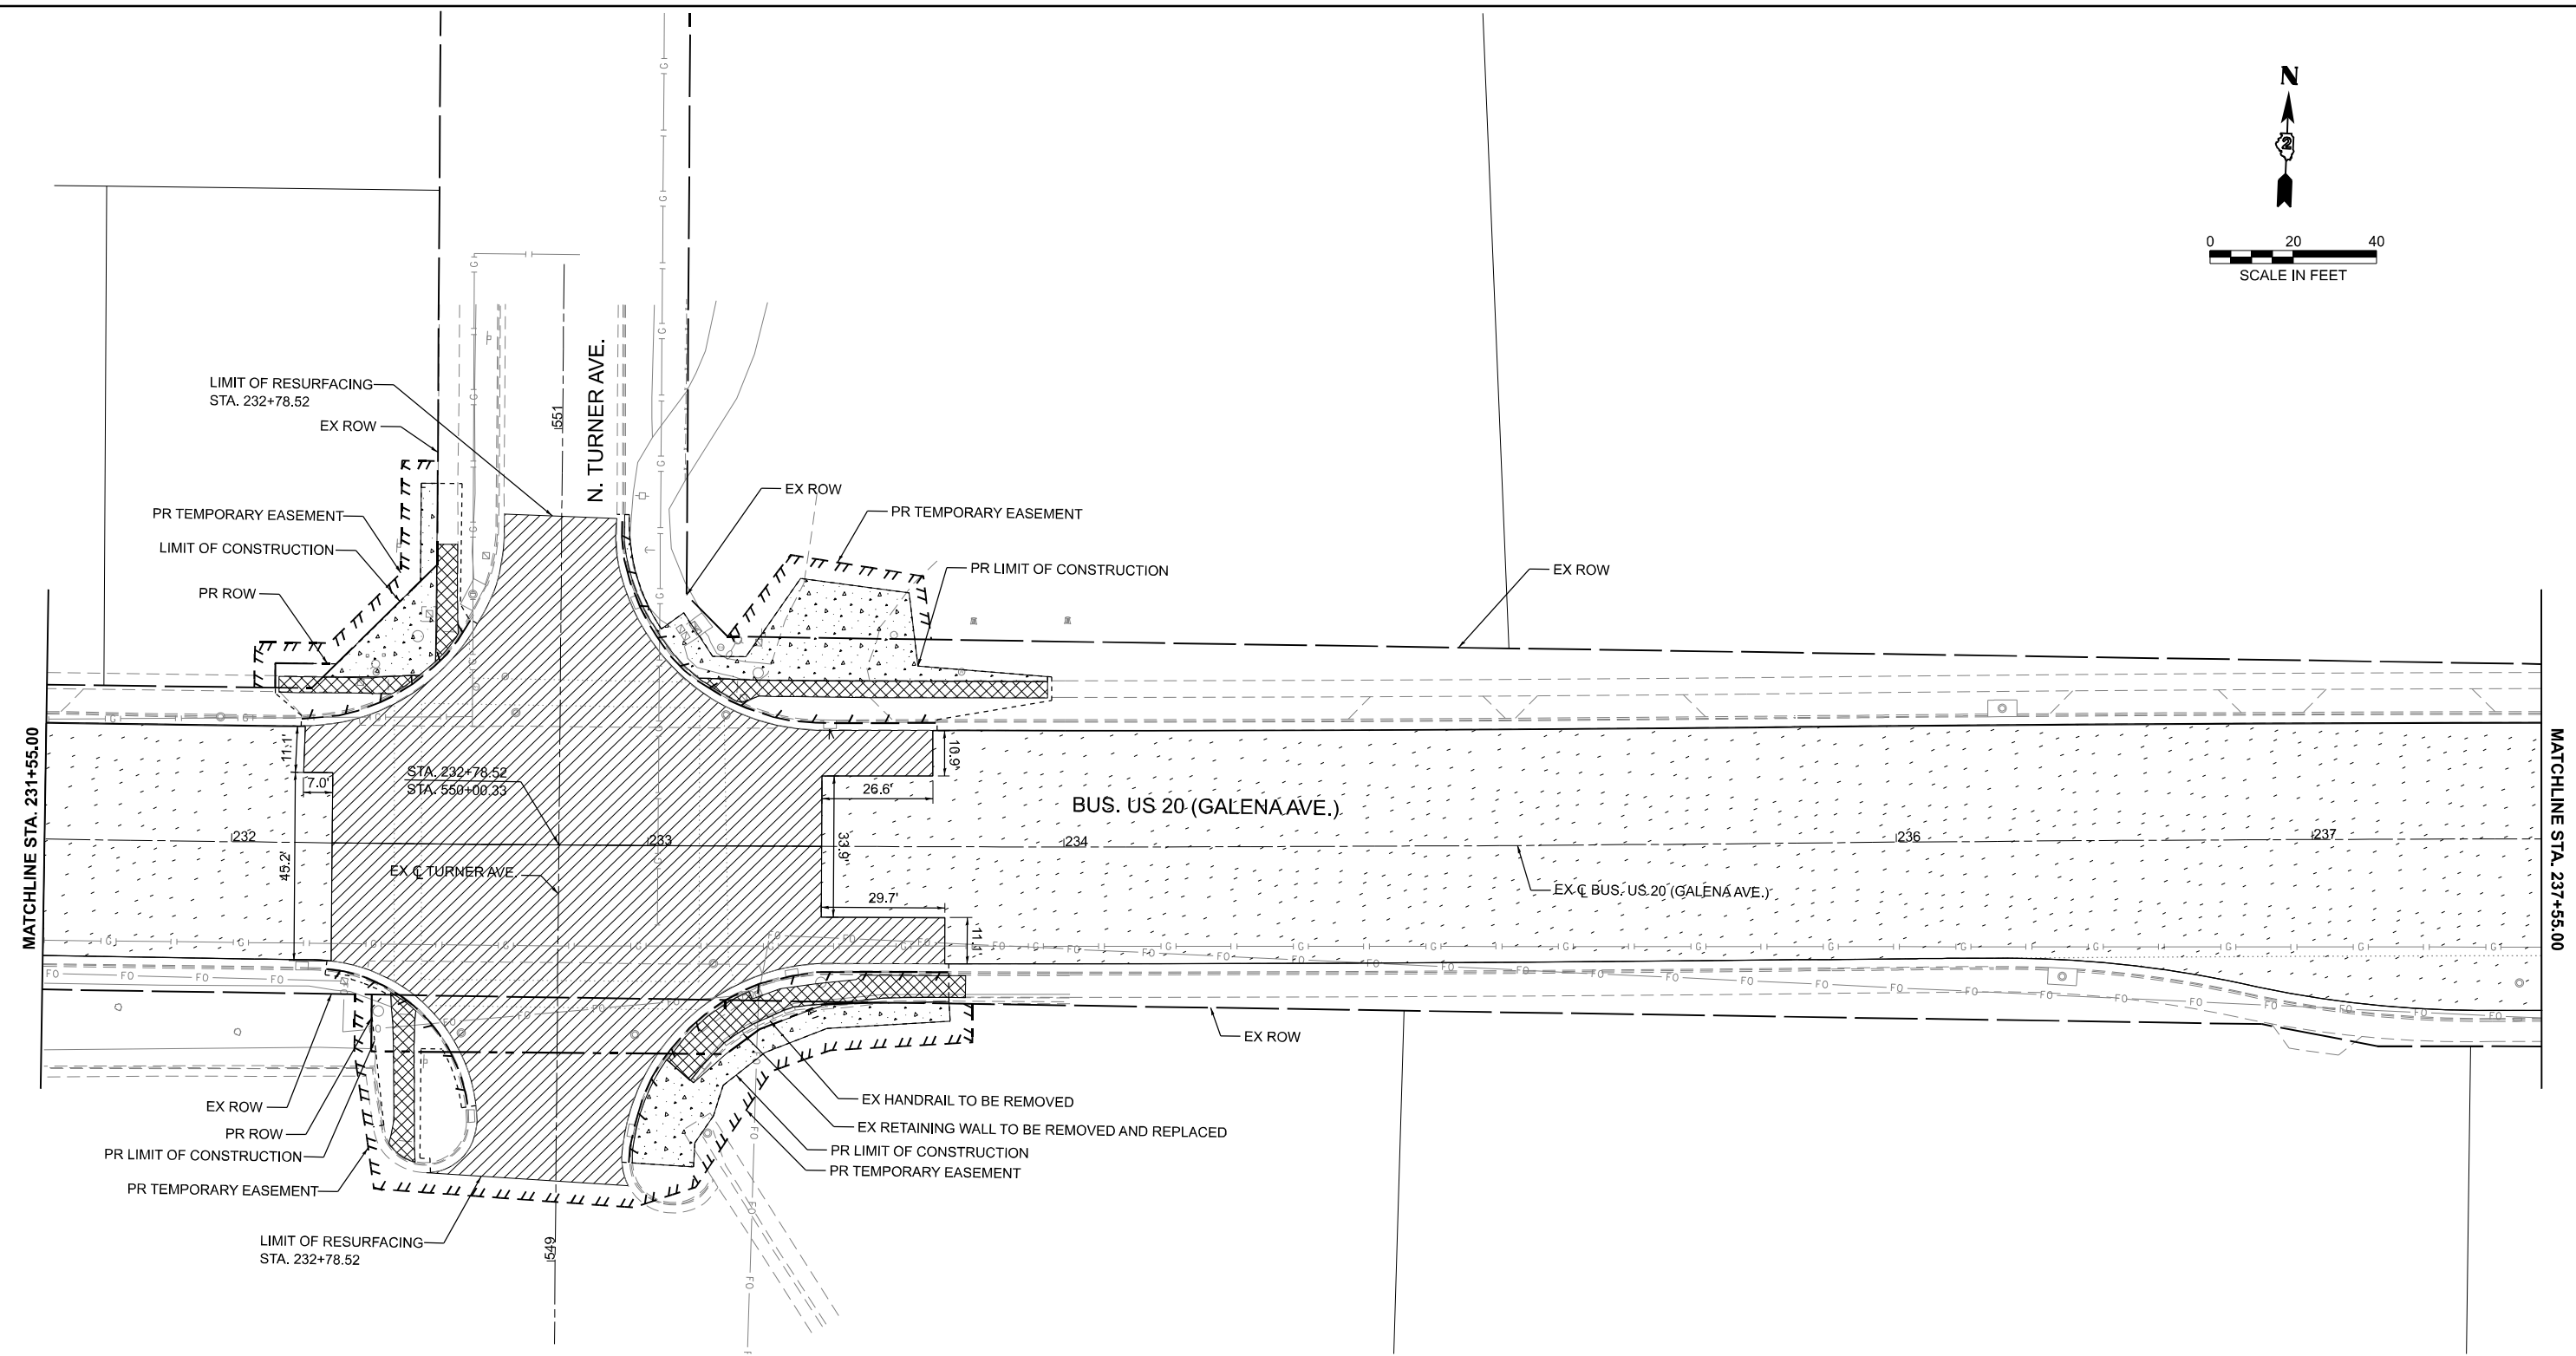 N
2
0 20 40
SCALE IN FEET
N. TURNER AVE.
551
LIMIT OF RESURFACING
STA. 232+78.52
EX ROW
PR TEMPORARY EASEMENT
LIMIT OF CONSTRUCTION
PR ROW
EX ROW
PR TEMPORARY EASEMENT
PR LIMIT OF CONSTRUCTION
EX ROW
MATCHLINE STA. 231+55.00
MATCHLINE STA. 237+55.00
11.1'
7.0'
45.2'
STA. 232+78.52
STA. 550+00.33
10.9'
26.6'
33.9'
29.7'
11.1'
BUS. US 20 (GALENA AVE.)
232
233
234
236
237
EX ℄ TURNER AVE.
EX ℄ BUS. US 20 (GALENA AVE.)
G
FO
EX ROW
EX ROW
PR ROW
PR LIMIT OF CONSTRUCTION
PR TEMPORARY EASEMENT
EX HANDRAIL TO BE REMOVED
EX RETAINING WALL TO BE REMOVED AND REPLACED
PR LIMIT OF CONSTRUCTION
PR TEMPORARY EASEMENT
LIMIT OF RESURFACING
STA. 232+78.52
549